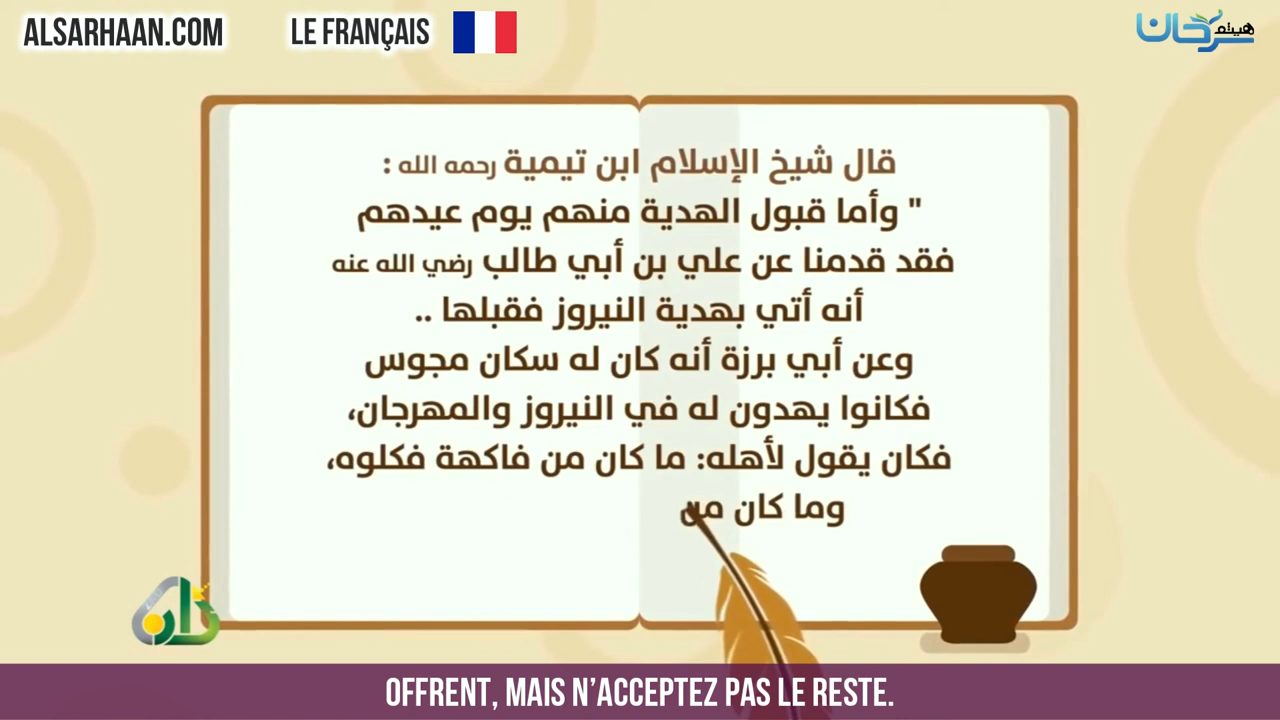 ALSARHAAN.COM
LE FRANÇAIS
هيثم سرحان
قال شيخ الإسلام ابن تيمية رحمه الله :
" وأما قبول الهدية منهم يوم عيدهم
فقد قدمنا عن علي بن أبي طالب رضي الله عنه
أنه أتي بهدية النيروز فقبلها ..
وعن أبي برزة أنه كان له سكان مجوس
فكانوا يهدون له في النيروز والمهرجان،
فكان يقول لأهله: ما كان من فاكهة فكلوه،
وما كان من
OFFRENT, MAIS N’ACCEPTEZ PAS LE RESTE.